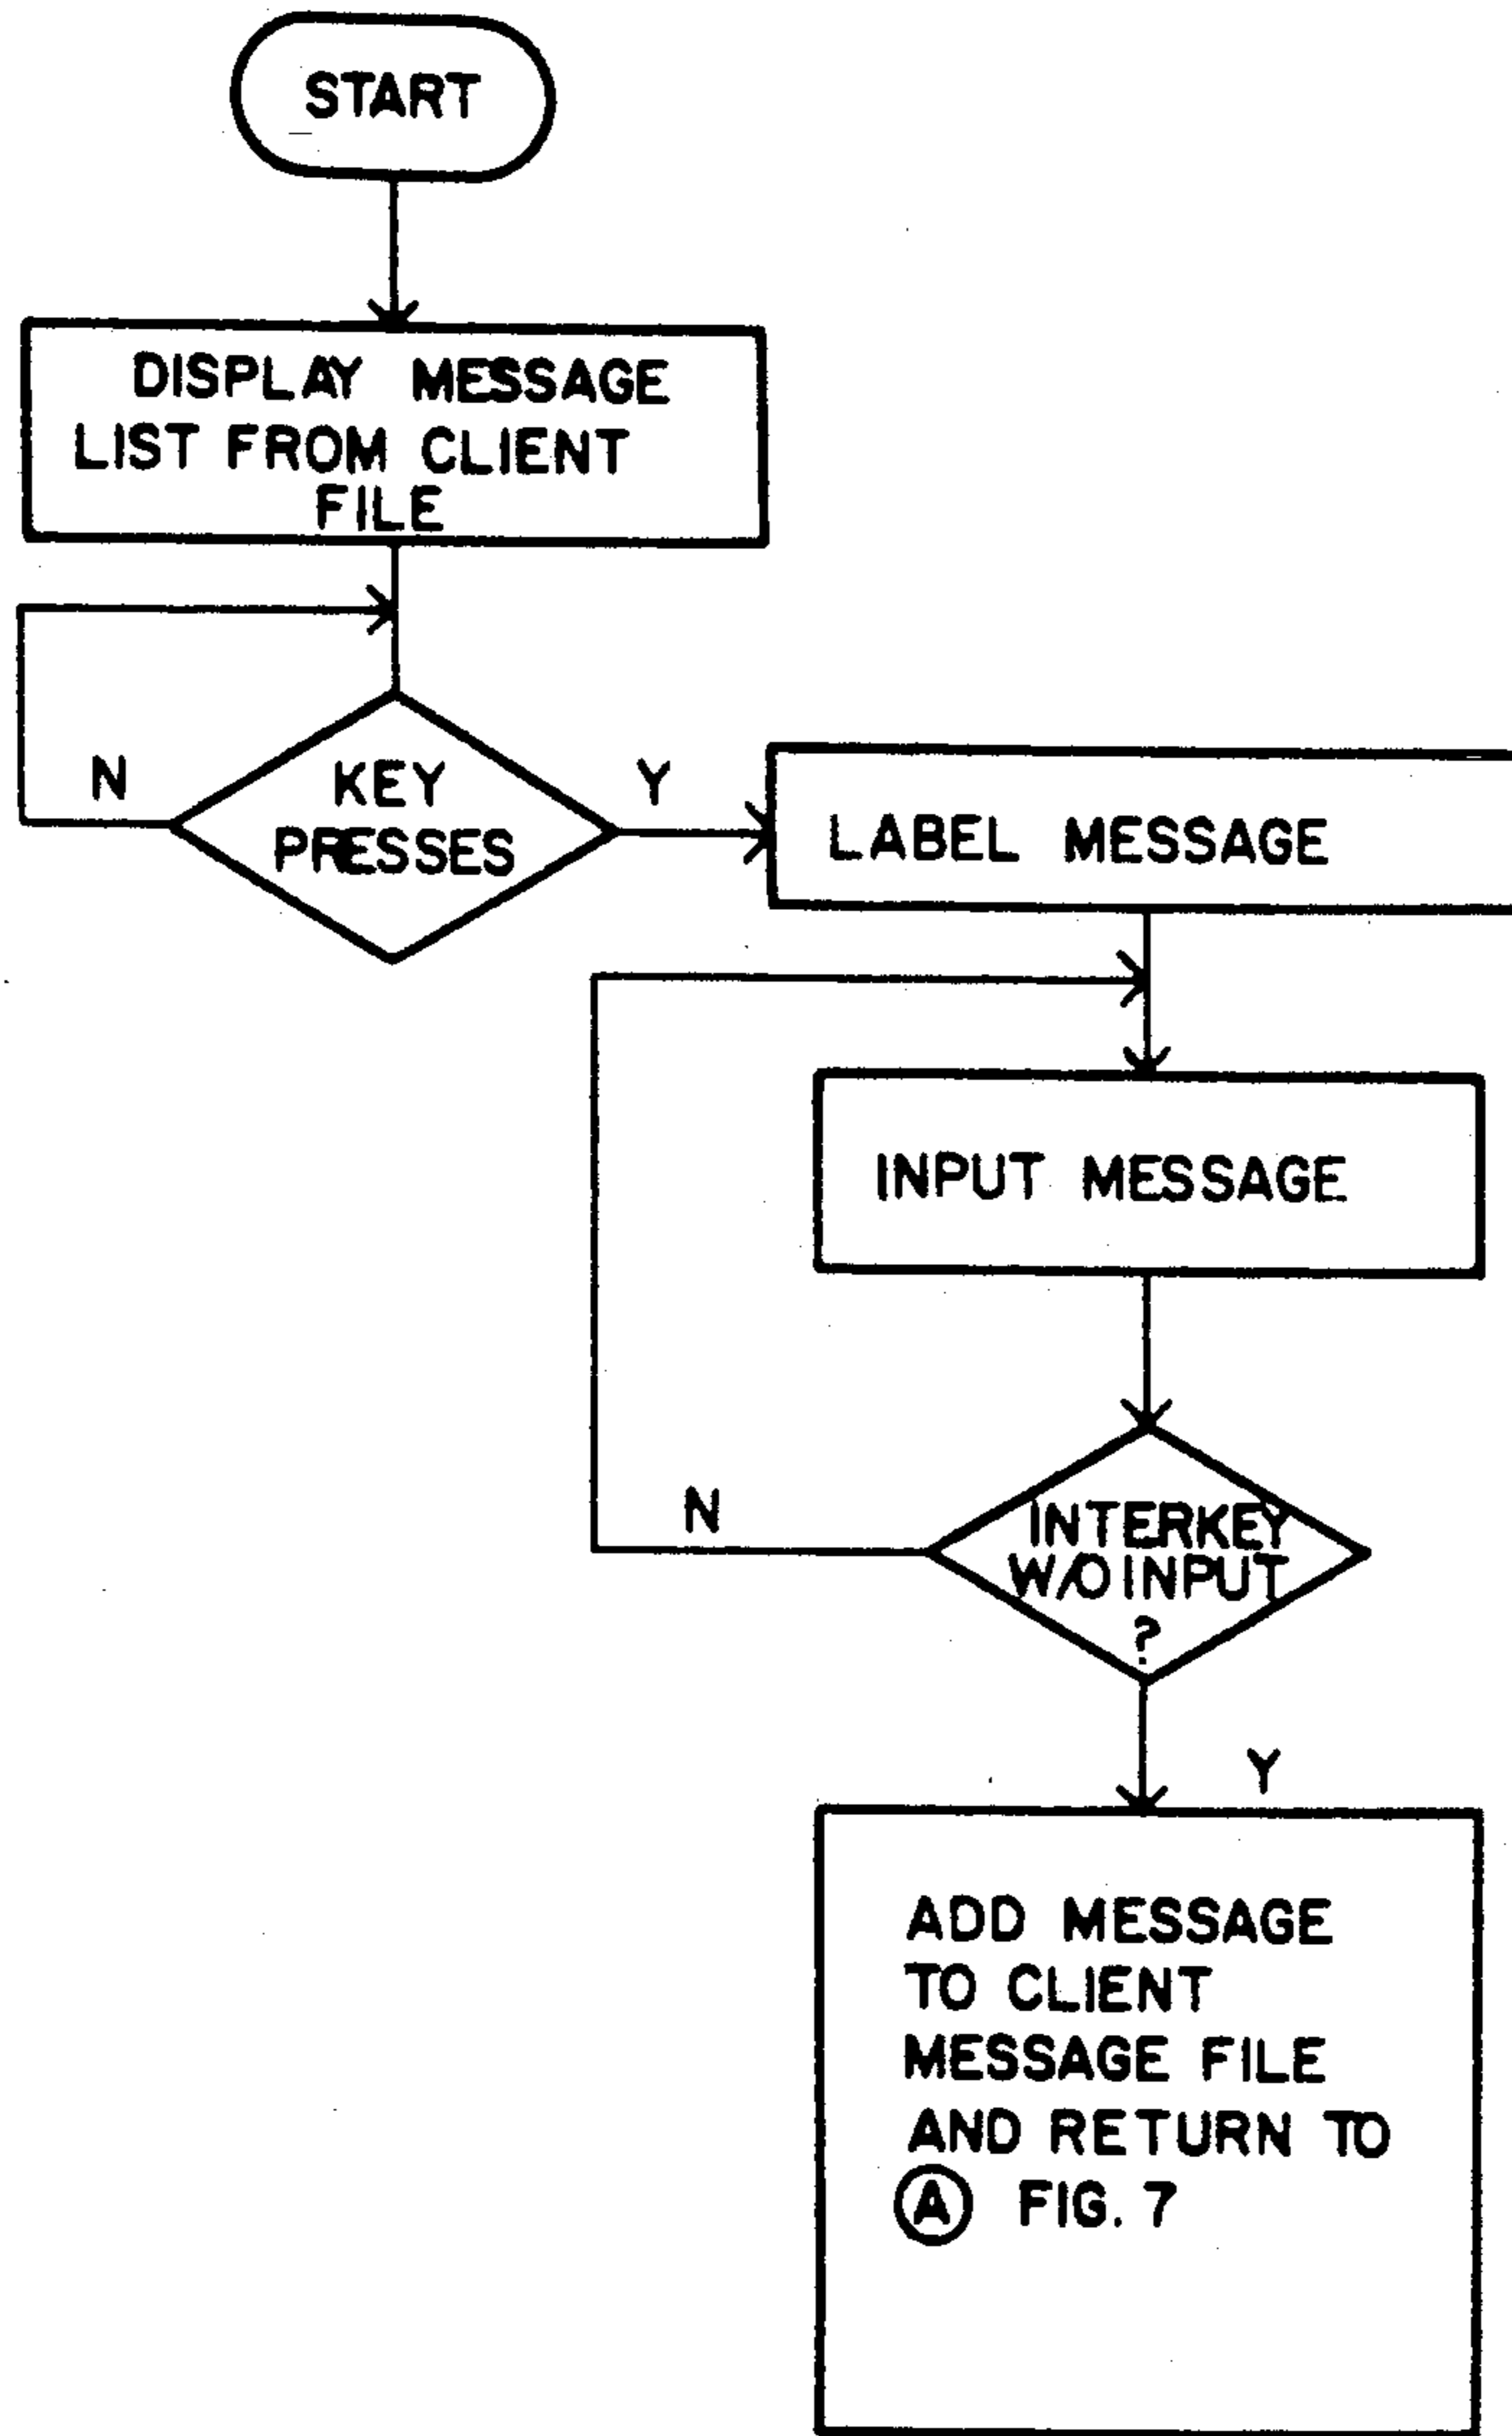 START
DISPLAY MESSAGE
LIST FROM CLIENT
FILE
N
KEY
PRESSES
Y
LABEL MESSAGE
INPUT MESSAGE
N
INTERKEY
W/O INPUT
?
Y
ADD MESSAGE
TO CLIENT
MESSAGE FILE
AND RETURN TO
A FIG. 7